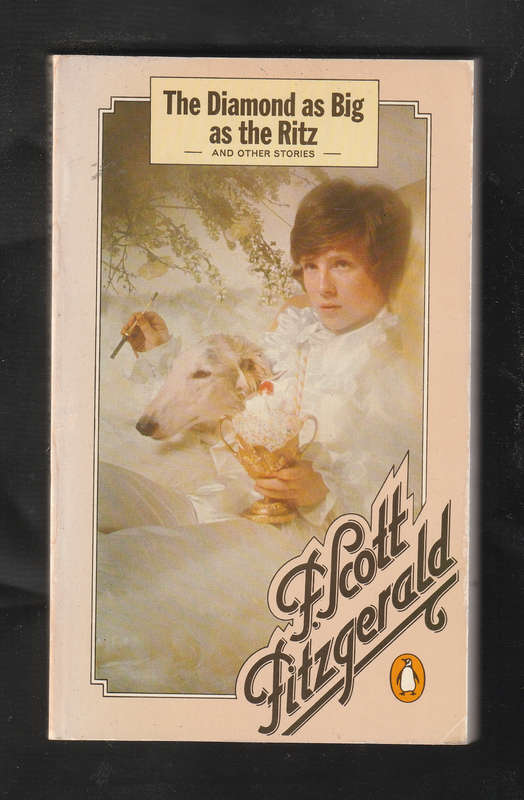 The Diamond as Big
as the Ritz
AND OTHER STORIES
F. Scott
Fitzgerald